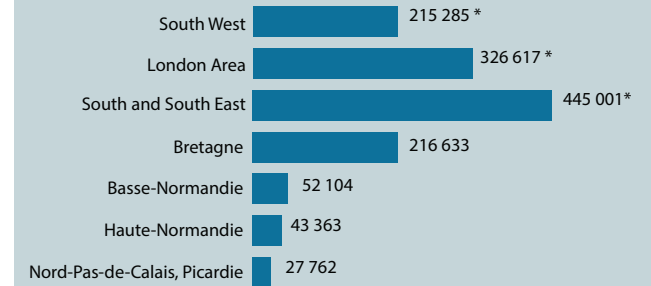 South West 215 285 *
London Area 326 617 *
South and South East 445 001*
Bretagne 216 633
Basse-Normandie 52 104
Haute-Normandie 43 363
Nord-Pas-de-Calais, Picardie 27 762